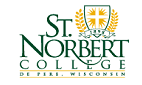 ST.
NORBERT
COLLEGE
DE PERE, WISCONSIN